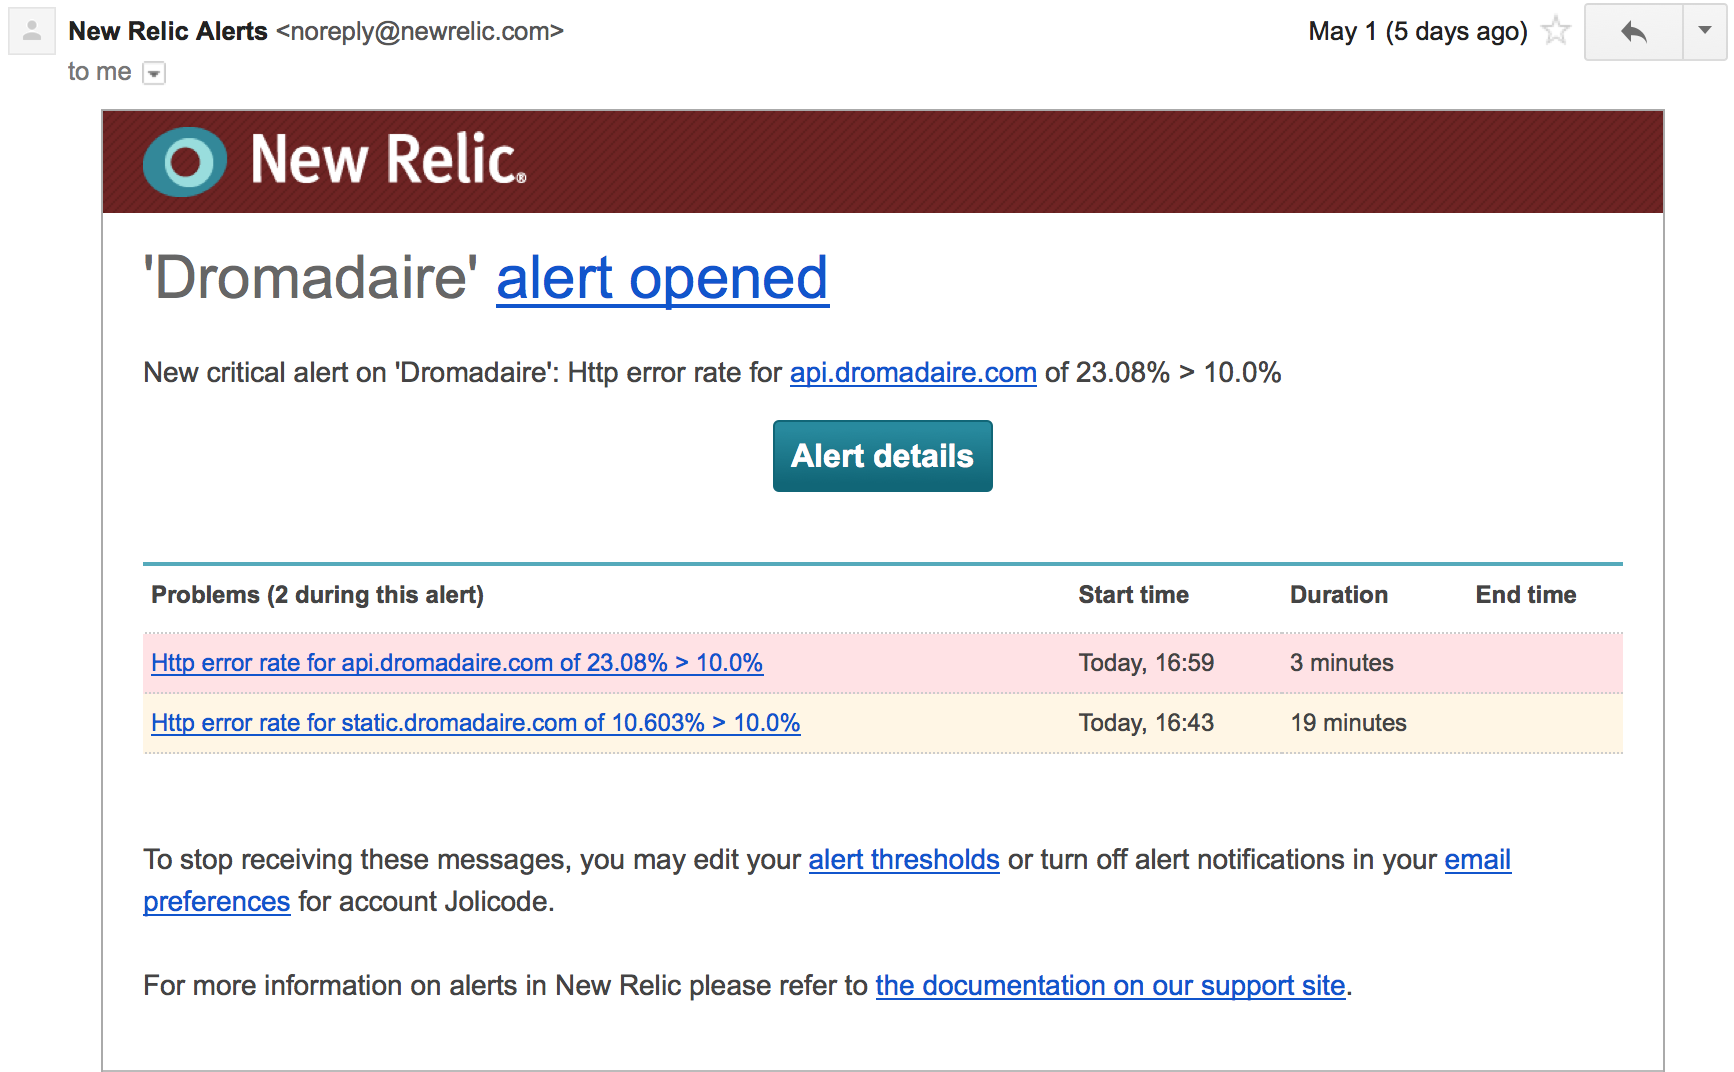 New Relic Alerts <noreply@newrelic.com> May 1 (5 days ago)
to me
New Relic®
'Dromadaire' alert opened
New critical alert on 'Dromadaire': Http error rate for api.dromadaire.com of 23.08% > 10.0%
Alert details
Problems (2 during this alert) Start time Duration End time
Http error rate for api.dromadaire.com of 23.08% > 10.0% Today, 16:59 3 minutes
Http error rate for static.dromadaire.com of 10.603% > 10.0% Today, 16:43 19 minutes
To stop receiving these messages, you may edit your alert thresholds or turn off alert notifications in your email
preferences for account Jolicode.
For more information on alerts in New Relic please refer to the documentation on our support site.